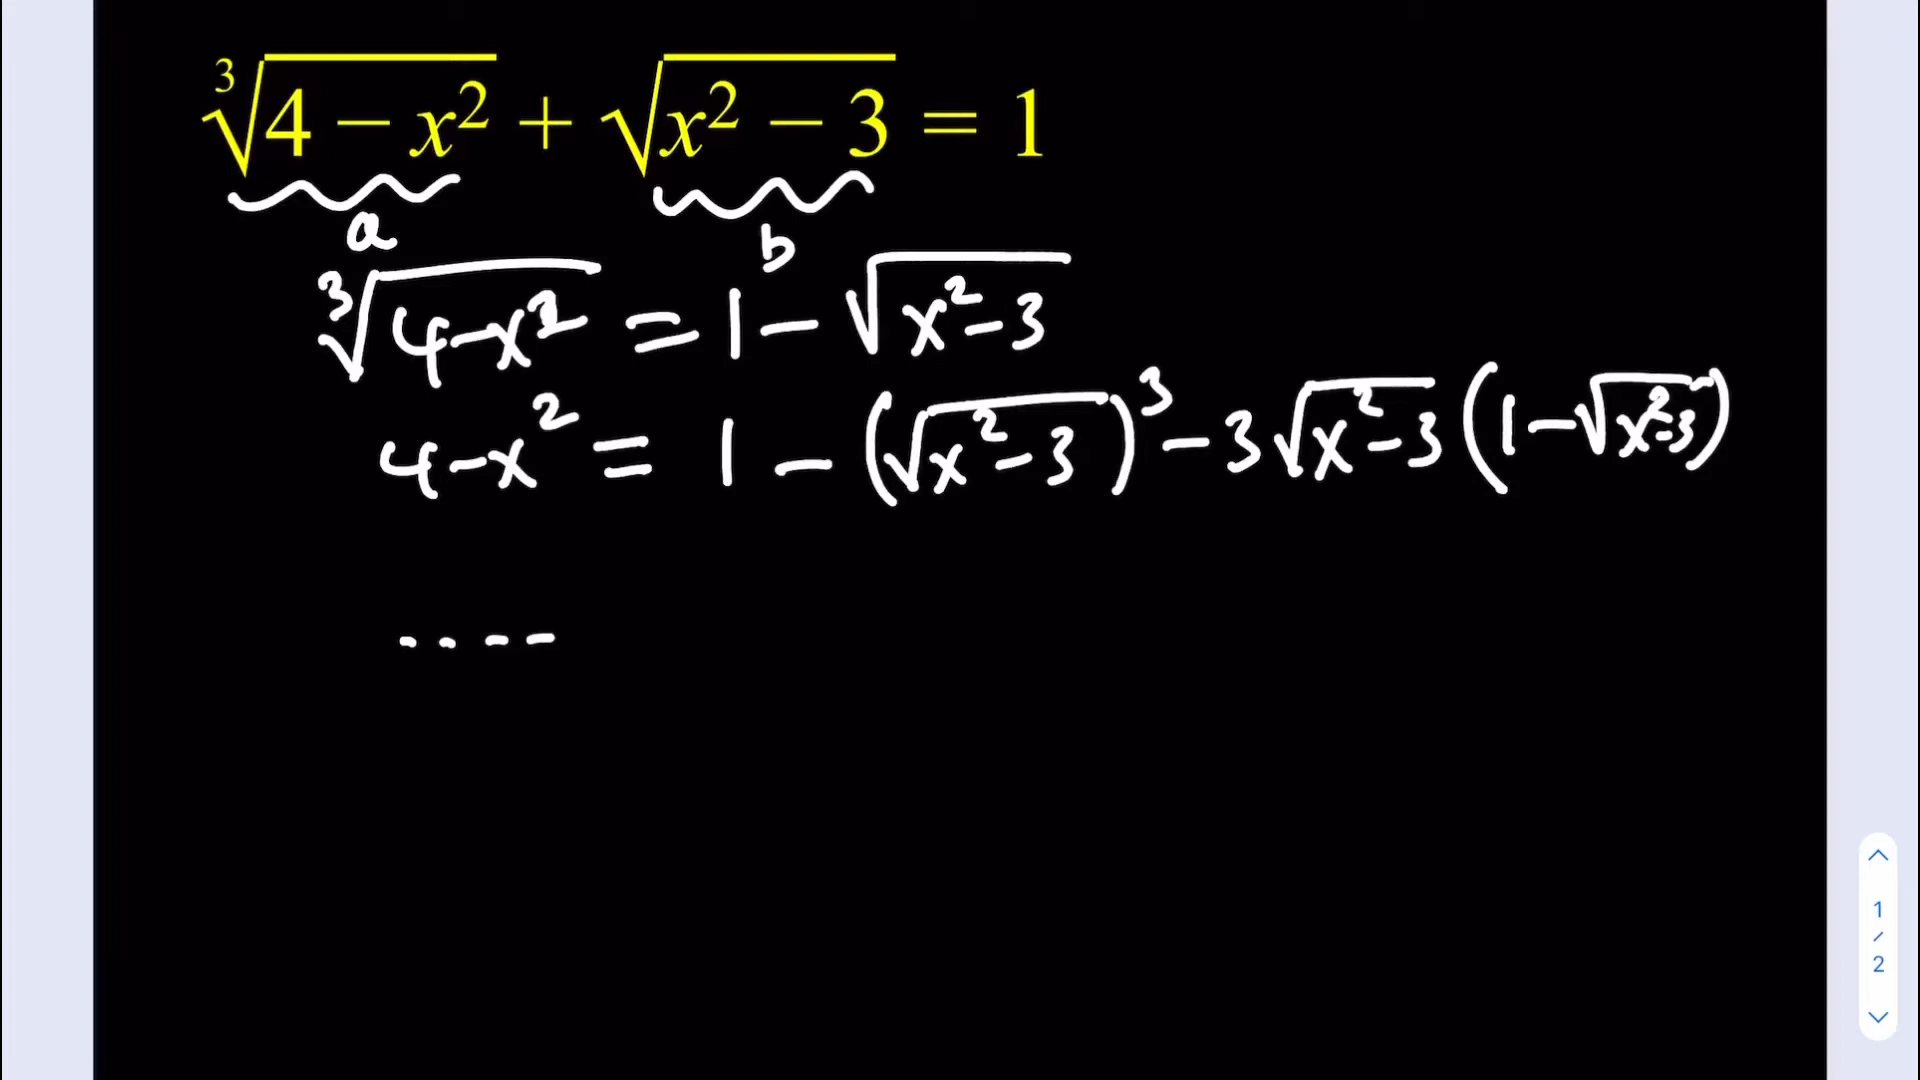 ∛(4 − x²) + √(x² − 3) = 1
a b
∛(4-x²) = 1 - √(x²-3)
4-x² = 1 - (√(x²-3))³ - 3√(x²-3) (1-√(x²-3))
....
1
/
2